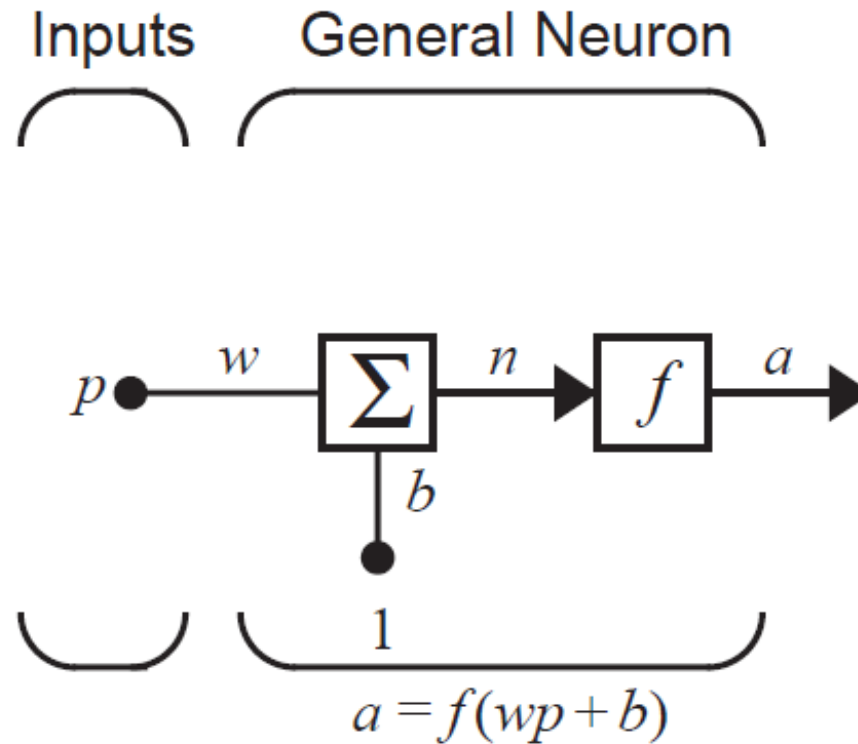 Inputs General Neuron
p w Σ n f a
b
1
a = f(wp + b)